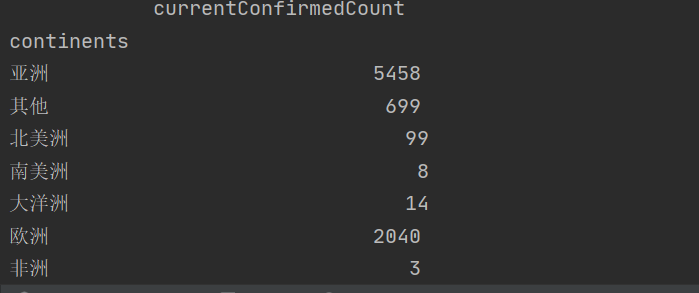 currentConfirmedCount
continents
亚洲 5458
其他 699
北美洲 99
南美洲 8
大洋洲 14
欧洲 2040
非洲 3